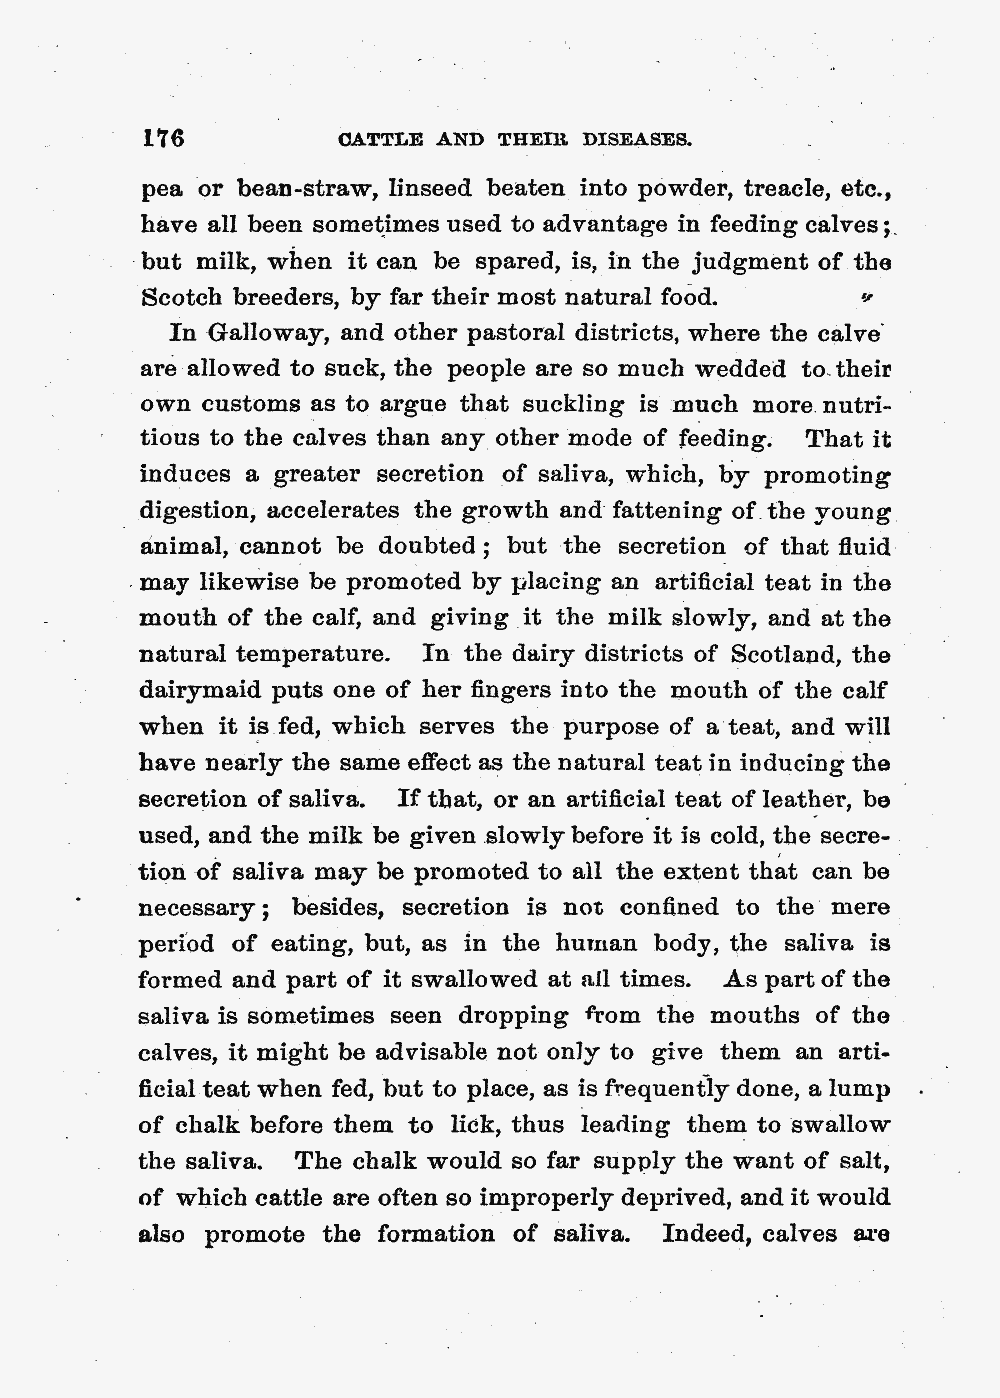 176 CATTLE AND THEIR DISEASES.
pea or bean-straw, linseed beaten into powder, treacle, etc.,
have all been sometimes used to advantage in feeding calves;
but milk, when it can be spared, is, in the judgment of the
Scotch breeders, by far their most natural food.
In Galloway, and other pastoral districts, where the calve
are allowed to suck, the people are so much wedded to their
own customs as to argue that suckling is much more nutri-
tious to the calves than any other mode of feeding. That it
induces a greater secretion of saliva, which, by promoting
digestion, accelerates the growth and fattening of the young
animal, cannot be doubted; but the secretion of that fluid
may likewise be promoted by placing an artificial teat in the
mouth of the calf, and giving it the milk slowly, and at the
natural temperature. In the dairy districts of Scotland, the
dairymaid puts one of her fingers into the mouth of the calf
when it is fed, which serves the purpose of a teat, and will
have nearly the same effect as the natural teat in inducing the
secretion of saliva. If that, or an artificial teat of leather, be
used, and the milk be given slowly before it is cold, the secre-
tion of saliva may be promoted to all the extent that can be
necessary; besides, secretion is not confined to the mere
period of eating, but, as in the human body, the saliva is
formed and part of it swallowed at all times. As part of the
saliva is sometimes seen dropping from the mouths of the
calves, it might be advisable not only to give them an arti-
ficial teat when fed, but to place, as is frequently done, a lump
of chalk before them to lick, thus leading them to swallow
the saliva. The chalk would so far supply the want of salt,
of which cattle are often so improperly deprived, and it would
also promote the formation of saliva. Indeed, calves are